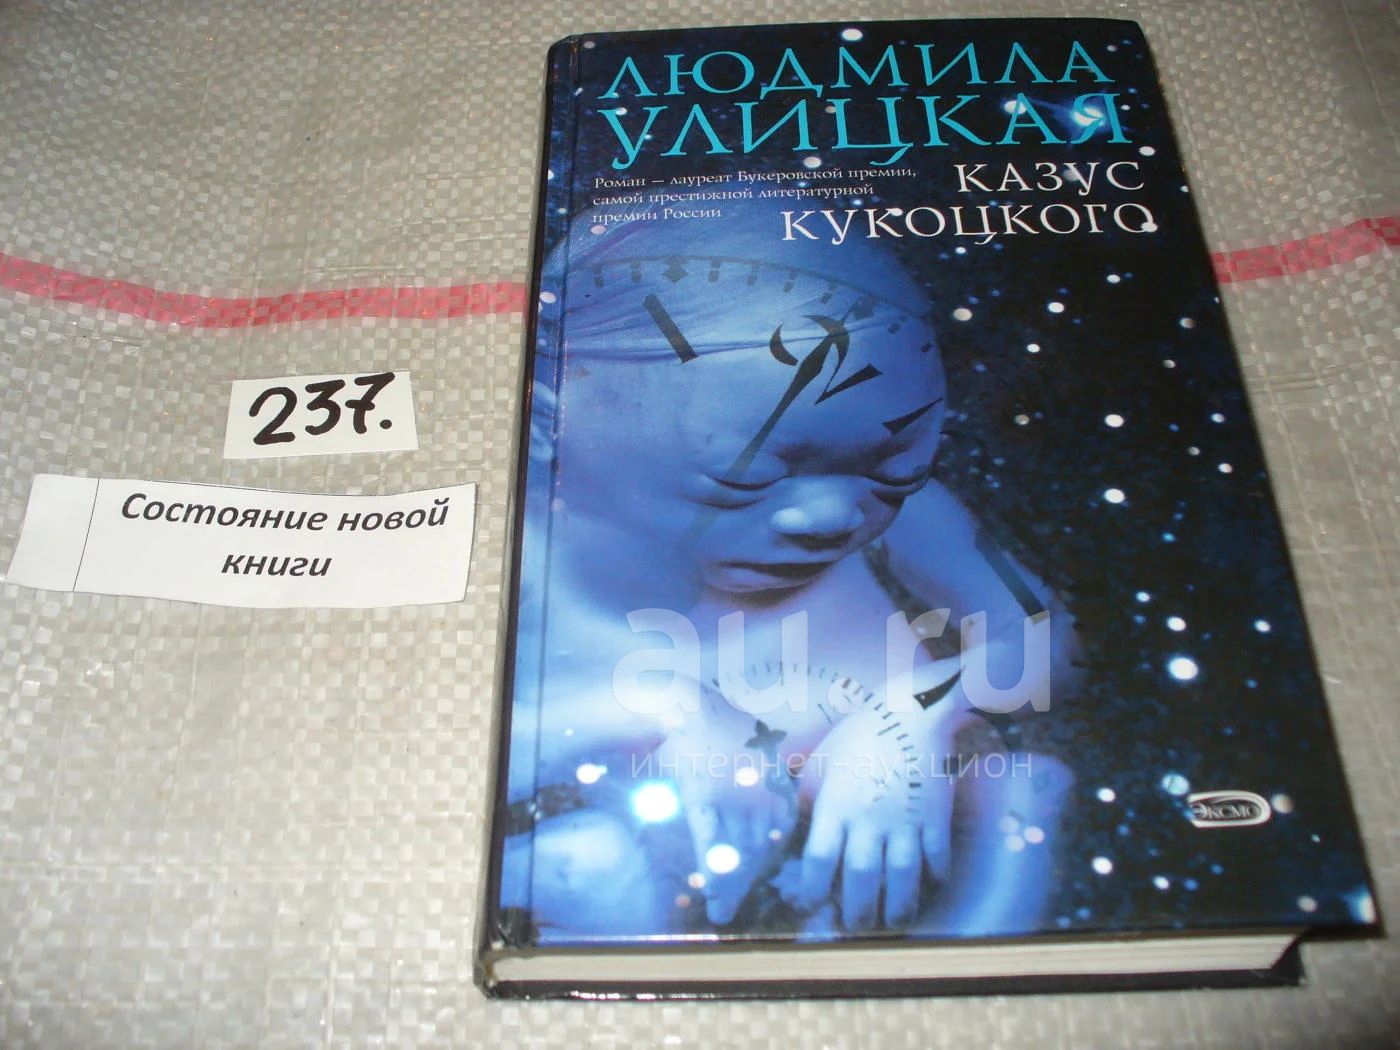 ЛЮДМИЛА
УЛИЦКАЯ
Роман – лауреат Букеровской премии,
самой престижной литературной
премии России
КАЗУС
КУКОЦКОГО
237.
Состояние новой
книги
au.ru
интернет-аукцион
ЭКСМО